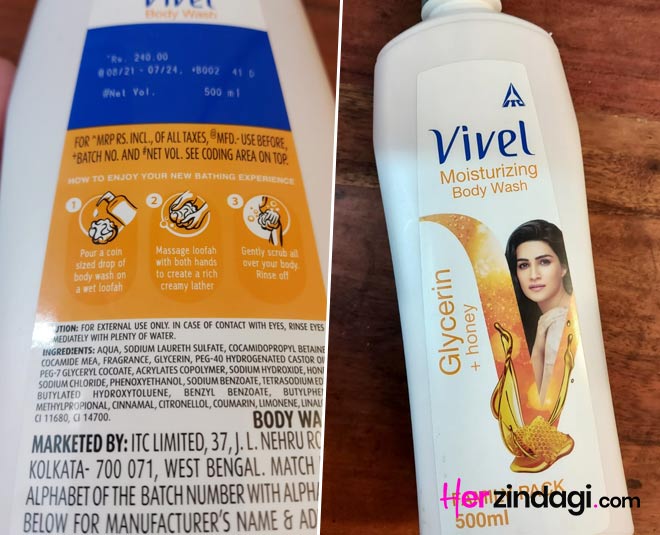 Vivel
Body Wash
^Rs. 240.00
@08/21 - 07/24, *B002 41 D
#Net Vol. 500 ml
FOR ^MRP RS. INCL., OF ALL TAXES, @MFD.- USE BEFORE,
+BATCH NO. AND #NET VOL. SEE CODING AREA ON TOP.
HOW TO ENJOY YOUR NEW BATHING EXPERIENCE
1
2
3
Pour a coin
sized drop of
body wash on
a wet loofah
Massage loofah
with both hands
to create a rich
creamy lather
Gently scrub all
over your body.
Rinse off
CAUTION: FOR EXTERNAL USE ONLY. IN CASE OF CONTACT WITH EYES, RINSE EYES
IMMEDIATELY WITH PLENTY OF WATER.
INGREDIENTS: AQUA, SODIUM LAURETH SULFATE, COCAMIDOPROPYL BETAINE
COCAMIDE MEA, FRAGRANCE, GLYCERIN, PEG-40 HYDROGENATED CASTOR
PEG-7 GLYCERYL COCOATE, ACRYLATES COPOLYMER, SODIUM HYDROXIDE,
SODIUM CHLORIDE, PHENOXYETHANOL, SODIUM BENZOATE, TETRASODIUM
BUTYLATED HYDROXYTOLUENE, BENZYL BENZOATE,
METHYLPROPIONAL, CINNAMAL, CITRONELLOL, COUMARIN, LIMONENE,
CI 11680, CI 14700.
BODY WA
MARKETED BY: ITC LIMITED, 37, J. L. NEHRU RO
KOLKATA- 700 071, WEST BENGAL. MATCH
ALPHABET OF THE BATCH NUMBER WITH ALPHA
BELOW FOR MANUFACTURER'S NAME & AD
ITC
Vivel
Moisturizing
Body Wash
Glycerin
+ honey
PACK
500ml
Herzindagi.com